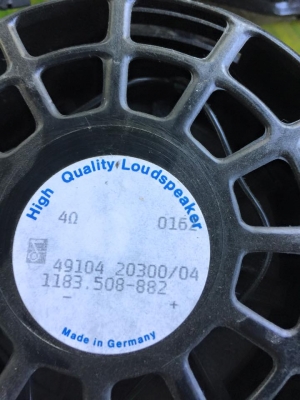 High Quality Loudspeaker
4Ω 0162
49104 20300/04
1183.508-882
- +
Made in Germany